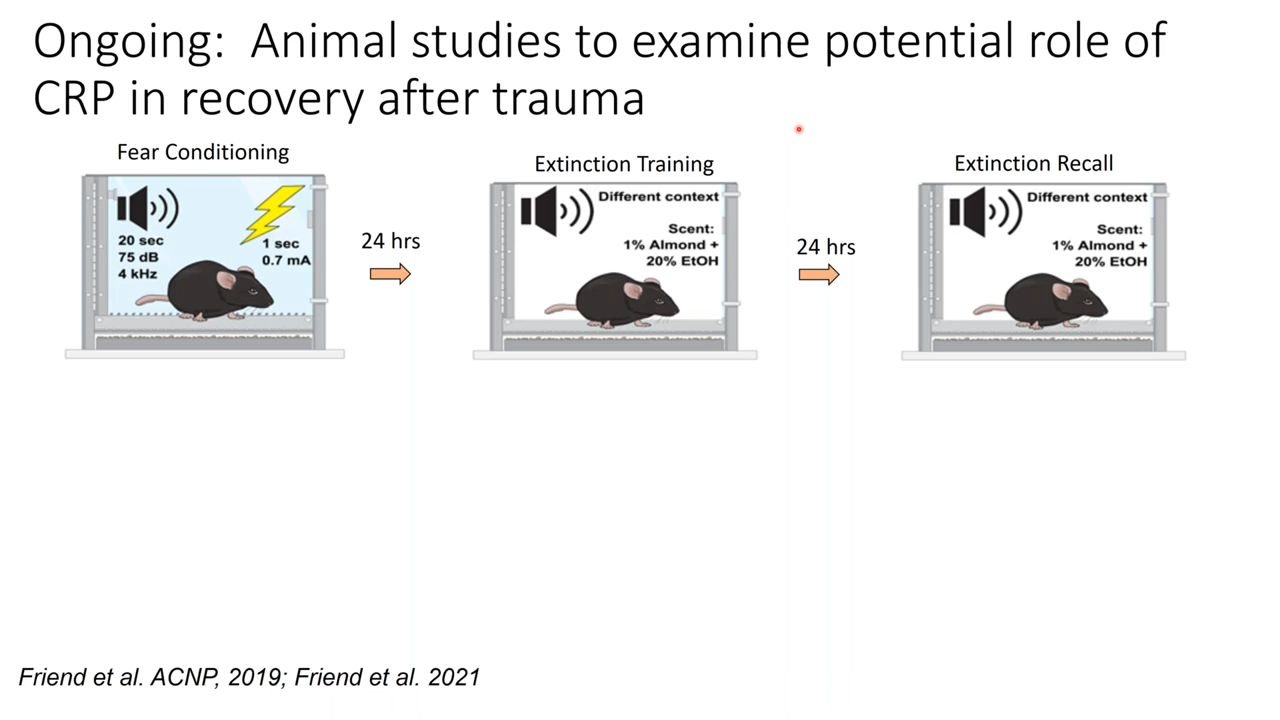 Ongoing: Animal studies to examine potential role of
CRP in recovery after trauma
Fear Conditioning
20 sec
75 dB
4 kHz
1 sec
0.7 mA
24 hrs
Extinction Training
Different context
Scent:
1% Almond +
20% EtOH
24 hrs
Extinction Recall
Different context
Scent:
1% Almond +
20% EtOH
Friend et al. ACNP, 2019; Friend et al. 2021